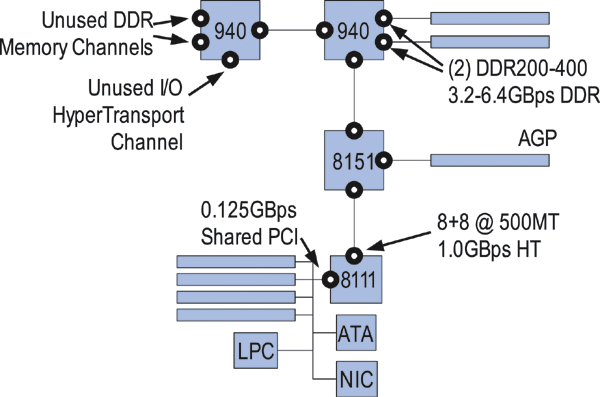 Unused DDR
Memory Channels
940
940
(2) DDR200-400
3.2-6.4GBps DDR
Unused I/O
HyperTransport
Channel
AGP
8151
0.125GBps
Shared PCI
8+8 @ 500MT
1.0GBps HT
8111
ATA
LPC
NIC